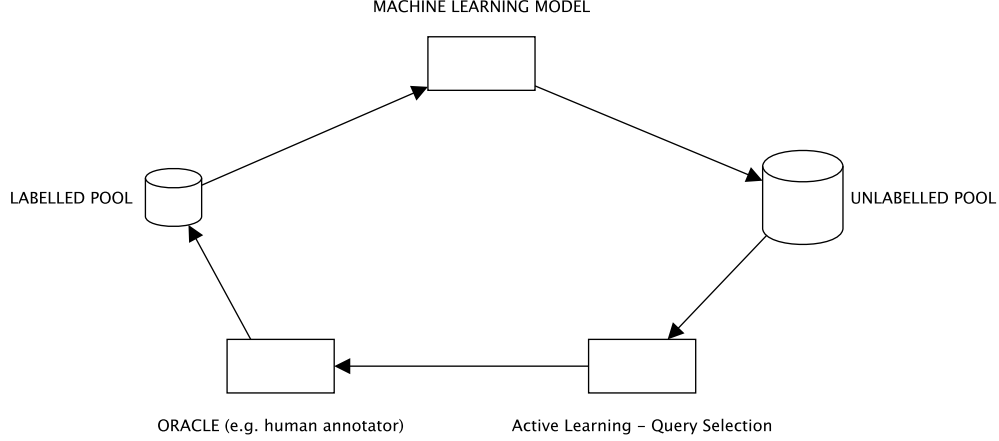 MACHINE LEARNING MODEL
LABELLED POOL
UNLABELLED POOL
ORACLE (e.g. human annotator)
Active Learning – Query Selection